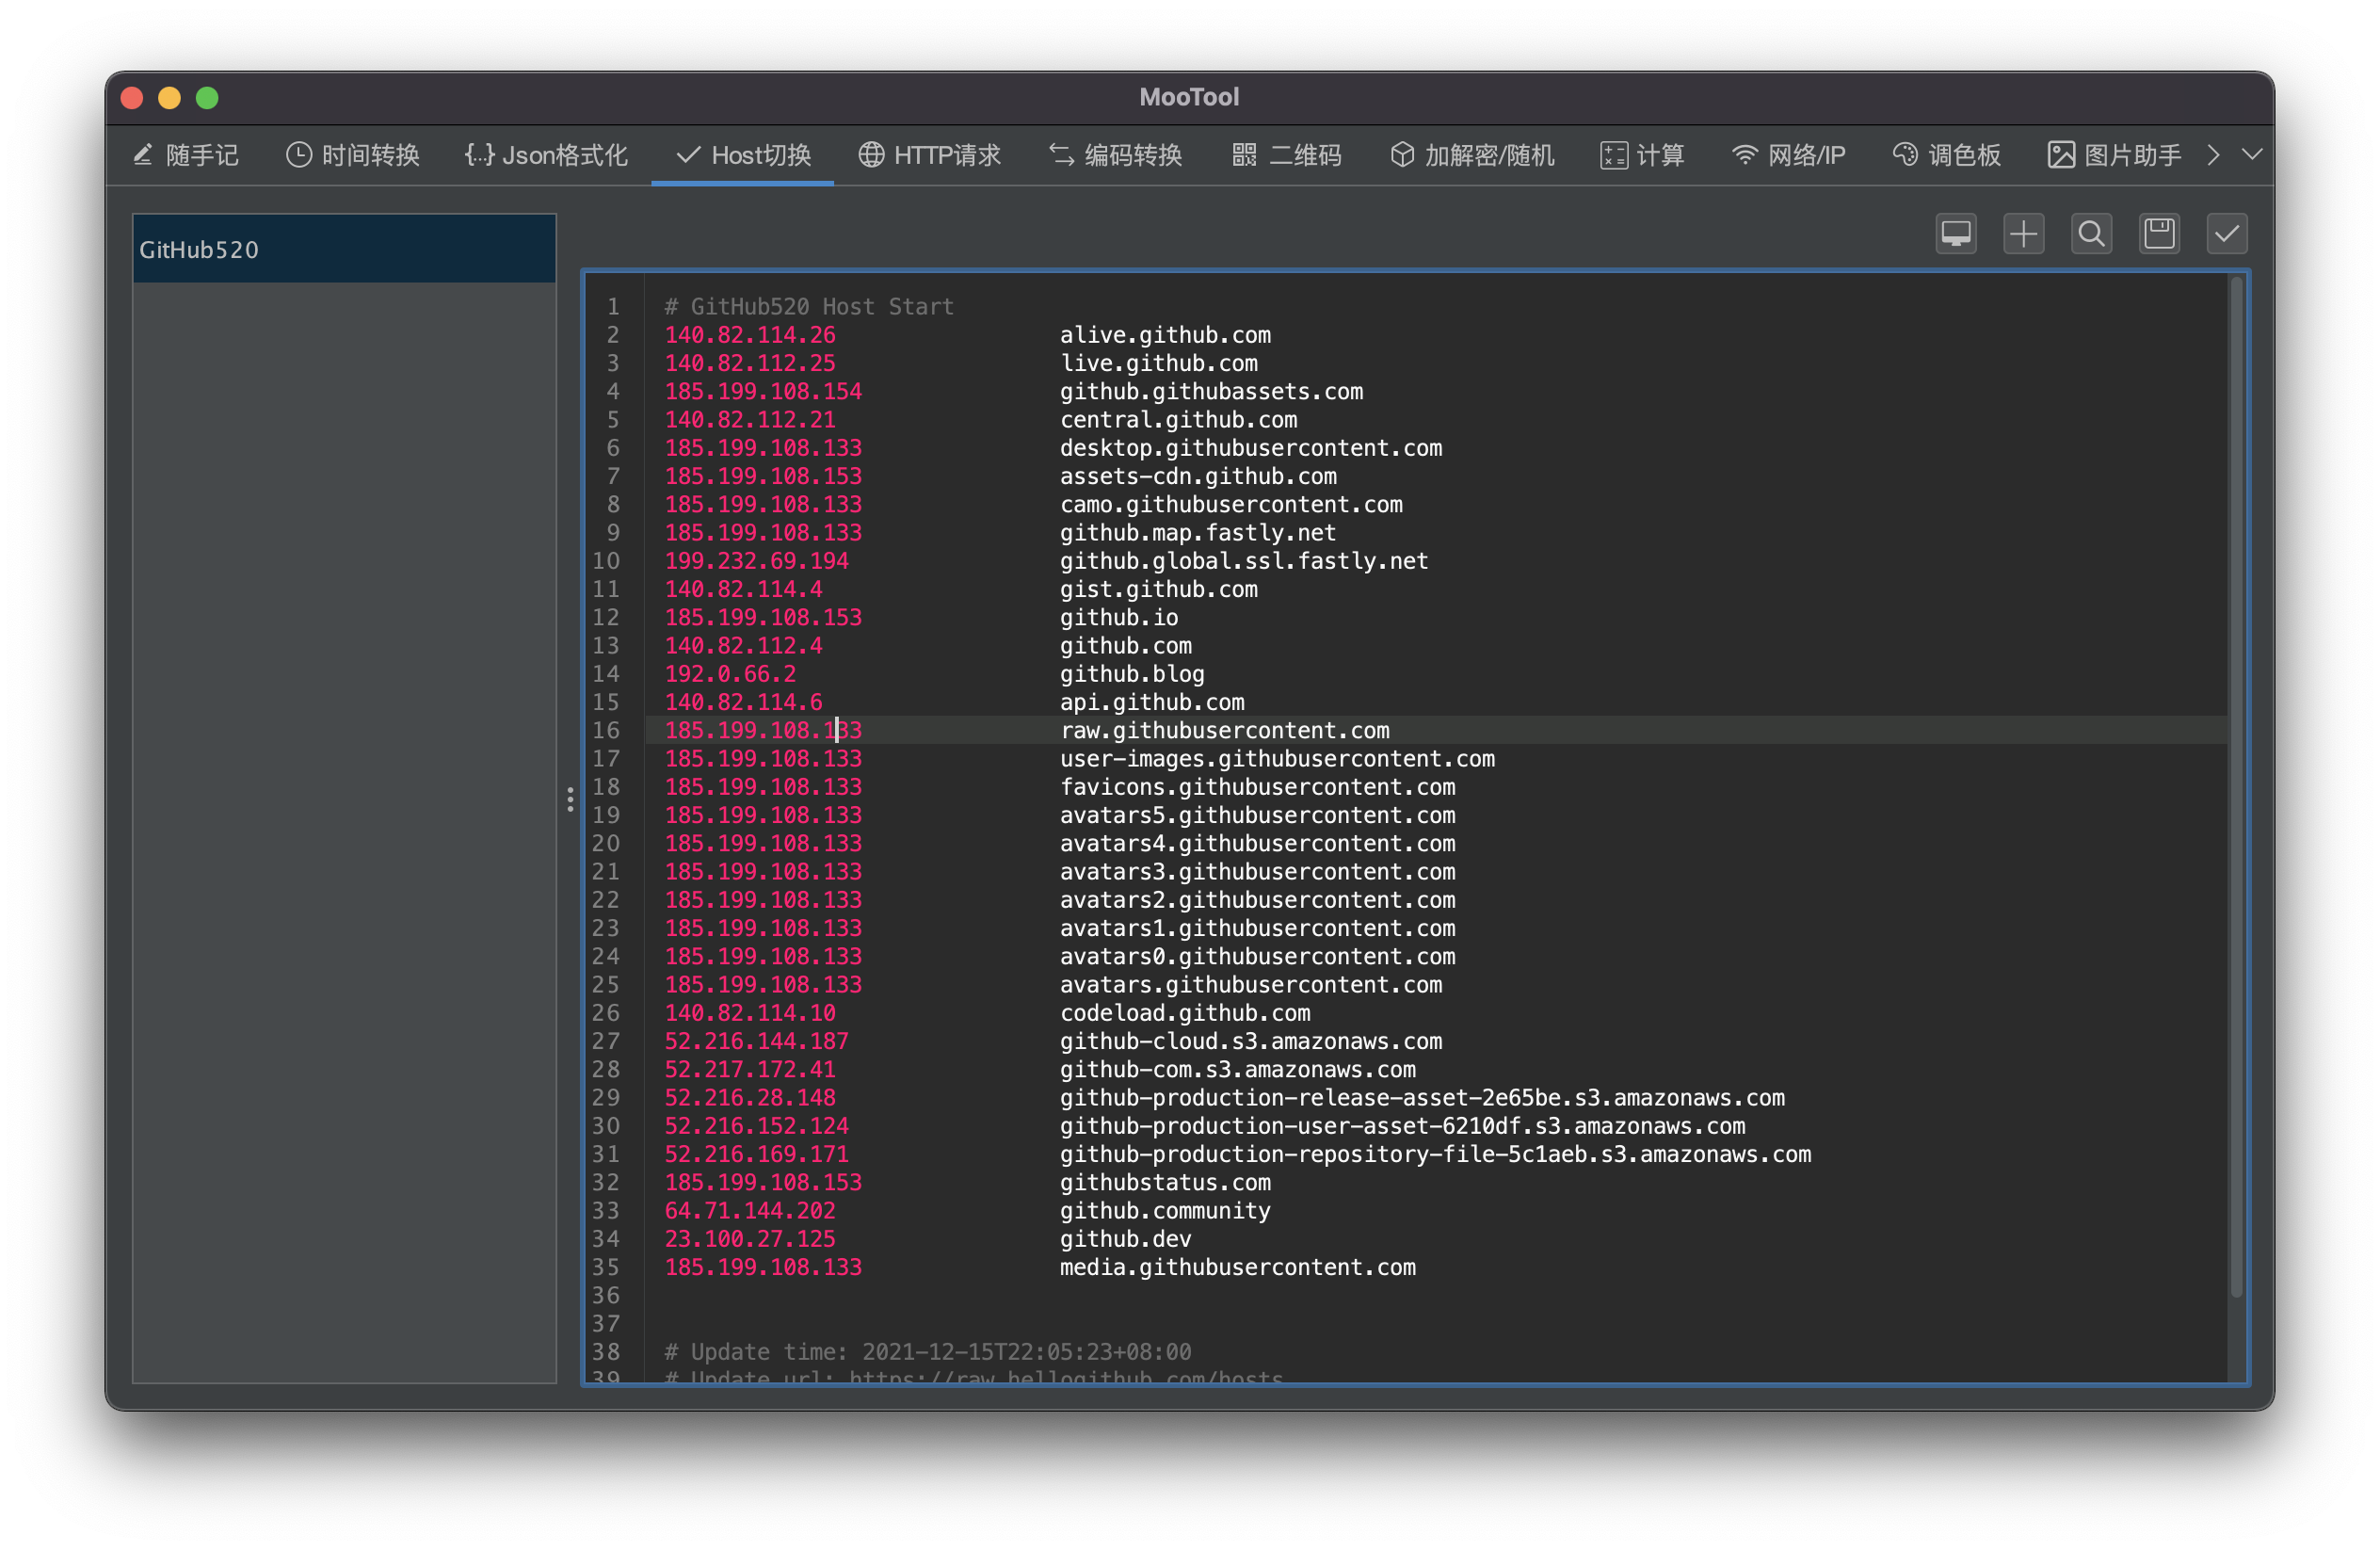 MooTool
随手记 时间转换 {...} Json格式化 Host切换 HTTP请求 编码转换 二维码 加解密/随机 计算 网络/IP 调色板 图片助手
GitHub520
1 # GitHub520 Host Start
2 140.82.114.26 alive.github.com
3 140.82.112.25 live.github.com
4 185.199.108.154 github.githubassets.com
5 140.82.112.21 central.github.com
6 185.199.108.133 desktop.githubusercontent.com
7 185.199.108.153 assets-cdn.github.com
8 185.199.108.133 camo.githubusercontent.com
9 185.199.108.133 github.map.fastly.net
10 199.232.69.194 github.global.ssl.fastly.net
11 140.82.114.4 gist.github.com
12 185.199.108.153 github.io
13 140.82.112.4 github.com
14 192.0.66.2 github.blog
15 140.82.114.6 api.github.com
16 185.199.108.133 raw.githubusercontent.com
17 185.199.108.133 user-images.githubusercontent.com
18 185.199.108.133 favicons.githubusercontent.com
19 185.199.108.133 avatars5.githubusercontent.com
20 185.199.108.133 avatars4.githubusercontent.com
21 185.199.108.133 avatars3.githubusercontent.com
22 185.199.108.133 avatars2.githubusercontent.com
23 185.199.108.133 avatars1.githubusercontent.com
24 185.199.108.133 avatars0.githubusercontent.com
25 185.199.108.133 avatars.githubusercontent.com
26 140.82.114.10 codeload.github.com
27 52.216.144.187 github-cloud.s3.amazonaws.com
28 52.217.172.41 github-com.s3.amazonaws.com
29 52.216.28.148 github-production-release-asset-2e65be.s3.amazonaws.com
30 52.216.152.124 github-production-user-asset-6210df.s3.amazonaws.com
31 52.216.169.171 github-production-repository-file-5c1aeb.s3.amazonaws.com
32 185.199.108.153 githubstatus.com
33 64.71.144.202 github.community
34 23.100.27.125 github.dev
35 185.199.108.133 media.githubusercontent.com
36
37
38 # Update time: 2021-12-15T22:05:23+08:00
39 # Update url: https://raw.hellogithub.com/hosts